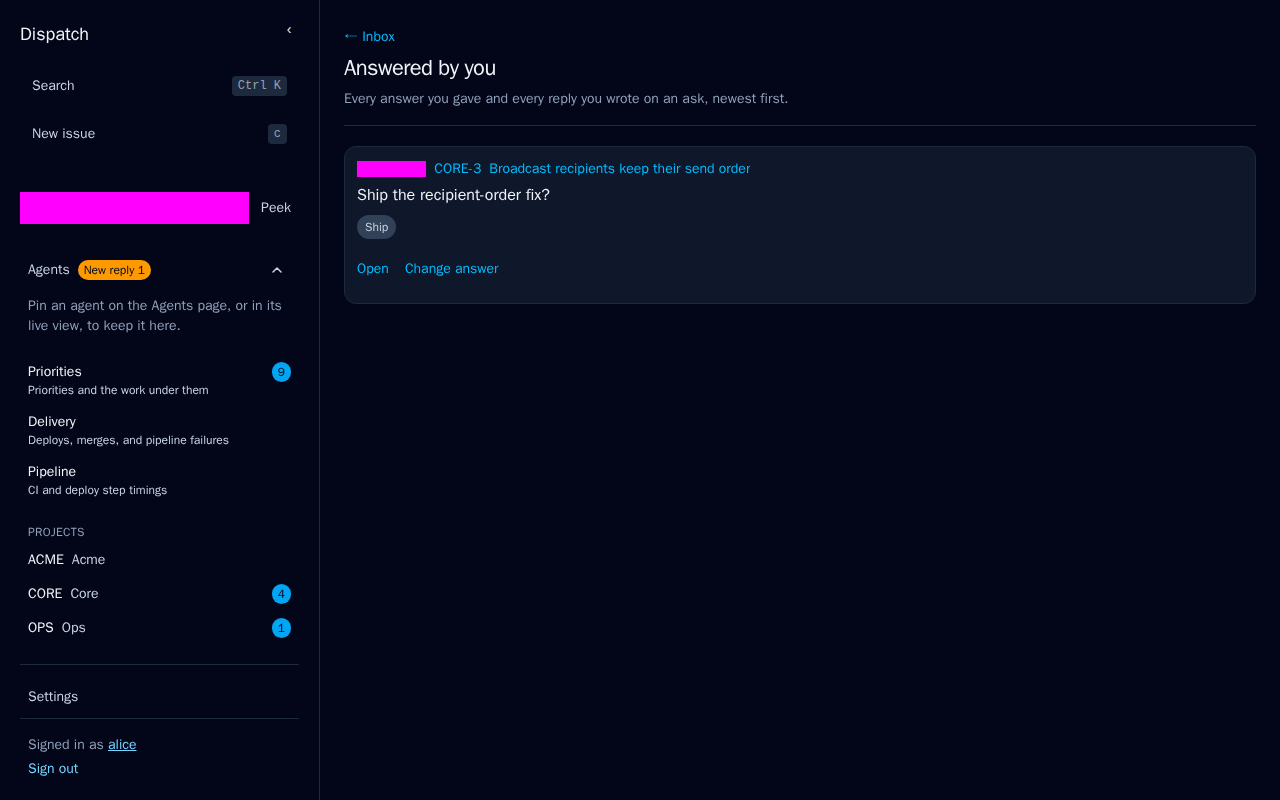 Dispatch ‹
Search Ctrl K
New issue C
Peek
Agents New reply 1
Pin an agent on the Agents page, or in its
live view, to keep it here.
Priorities 9
Priorities and the work under them
Delivery
Deploys, merges, and pipeline failures
Pipeline
CI and deploy step timings
PROJECTS
ACME Acme
CORE Core 4
OPS Ops 1
Settings
Signed in as alice
Sign out
← Inbox
Answered by you
Every answer you gave and every reply you wrote on an ask, newest first.
CORE-3 Broadcast recipients keep their send order
Ship the recipient-order fix?
Ship
Open Change answer